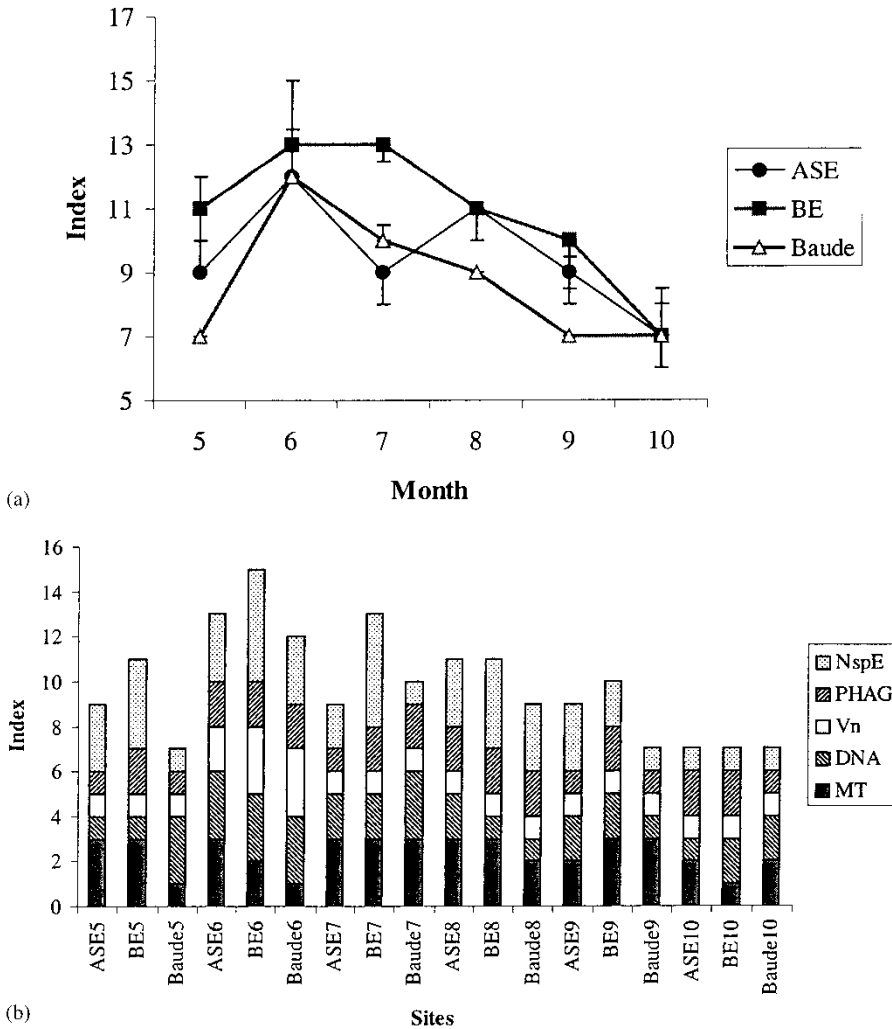 17
15
13
11
9
7
5
Index
5 6 7 8 9 10
Month
ASE
BE
Baude
(a)
16
14
12
10
8
6
4
2
0
Index
ASE5
BE5
Baude5
ASE6
BE6
Baude6
ASE7
BE7
Baude7
ASE8
BE8
Baude8
ASE9
BE9
Baude9
ASE10
BE10
Baude10
Sites
NspE
PHAG
Vn
DNA
MT
(b)